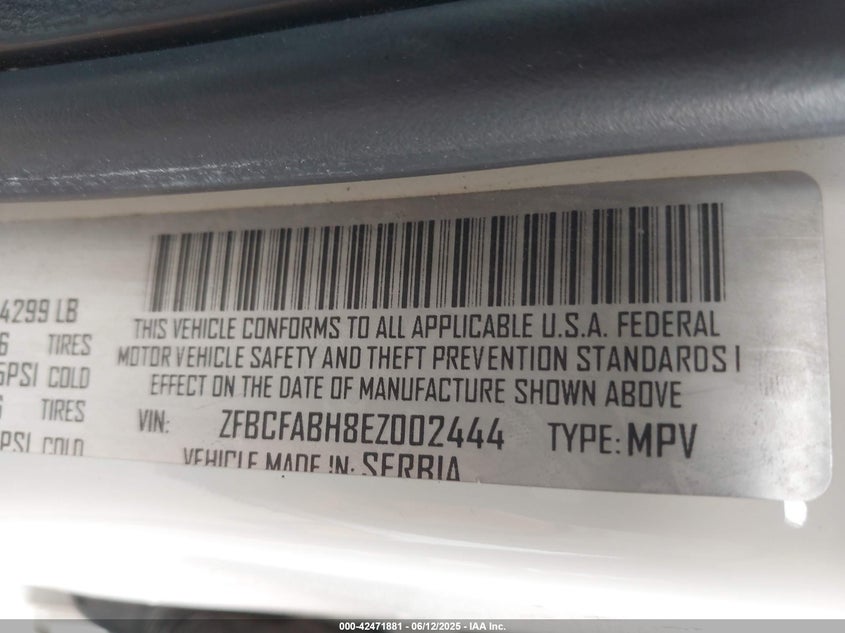 4299 LB
6 TIRES
5PSI COLD
TIRES
PSI COLD
THIS VEHICLE CONFORMS TO ALL APPLICABLE U.S.A. FEDERAL
MOTOR VEHICLE SAFETY AND THEFT PREVENTION STANDARDS I
EFFECT ON THE DATE OF MANUFACTURE SHOWN ABOVE
VIN: ZFBCFABH8EZ002444 TYPE: MPV
VEHICLE MADE IN: SERBIA
000-42471881 - 06/12/2025 - IAA Inc.